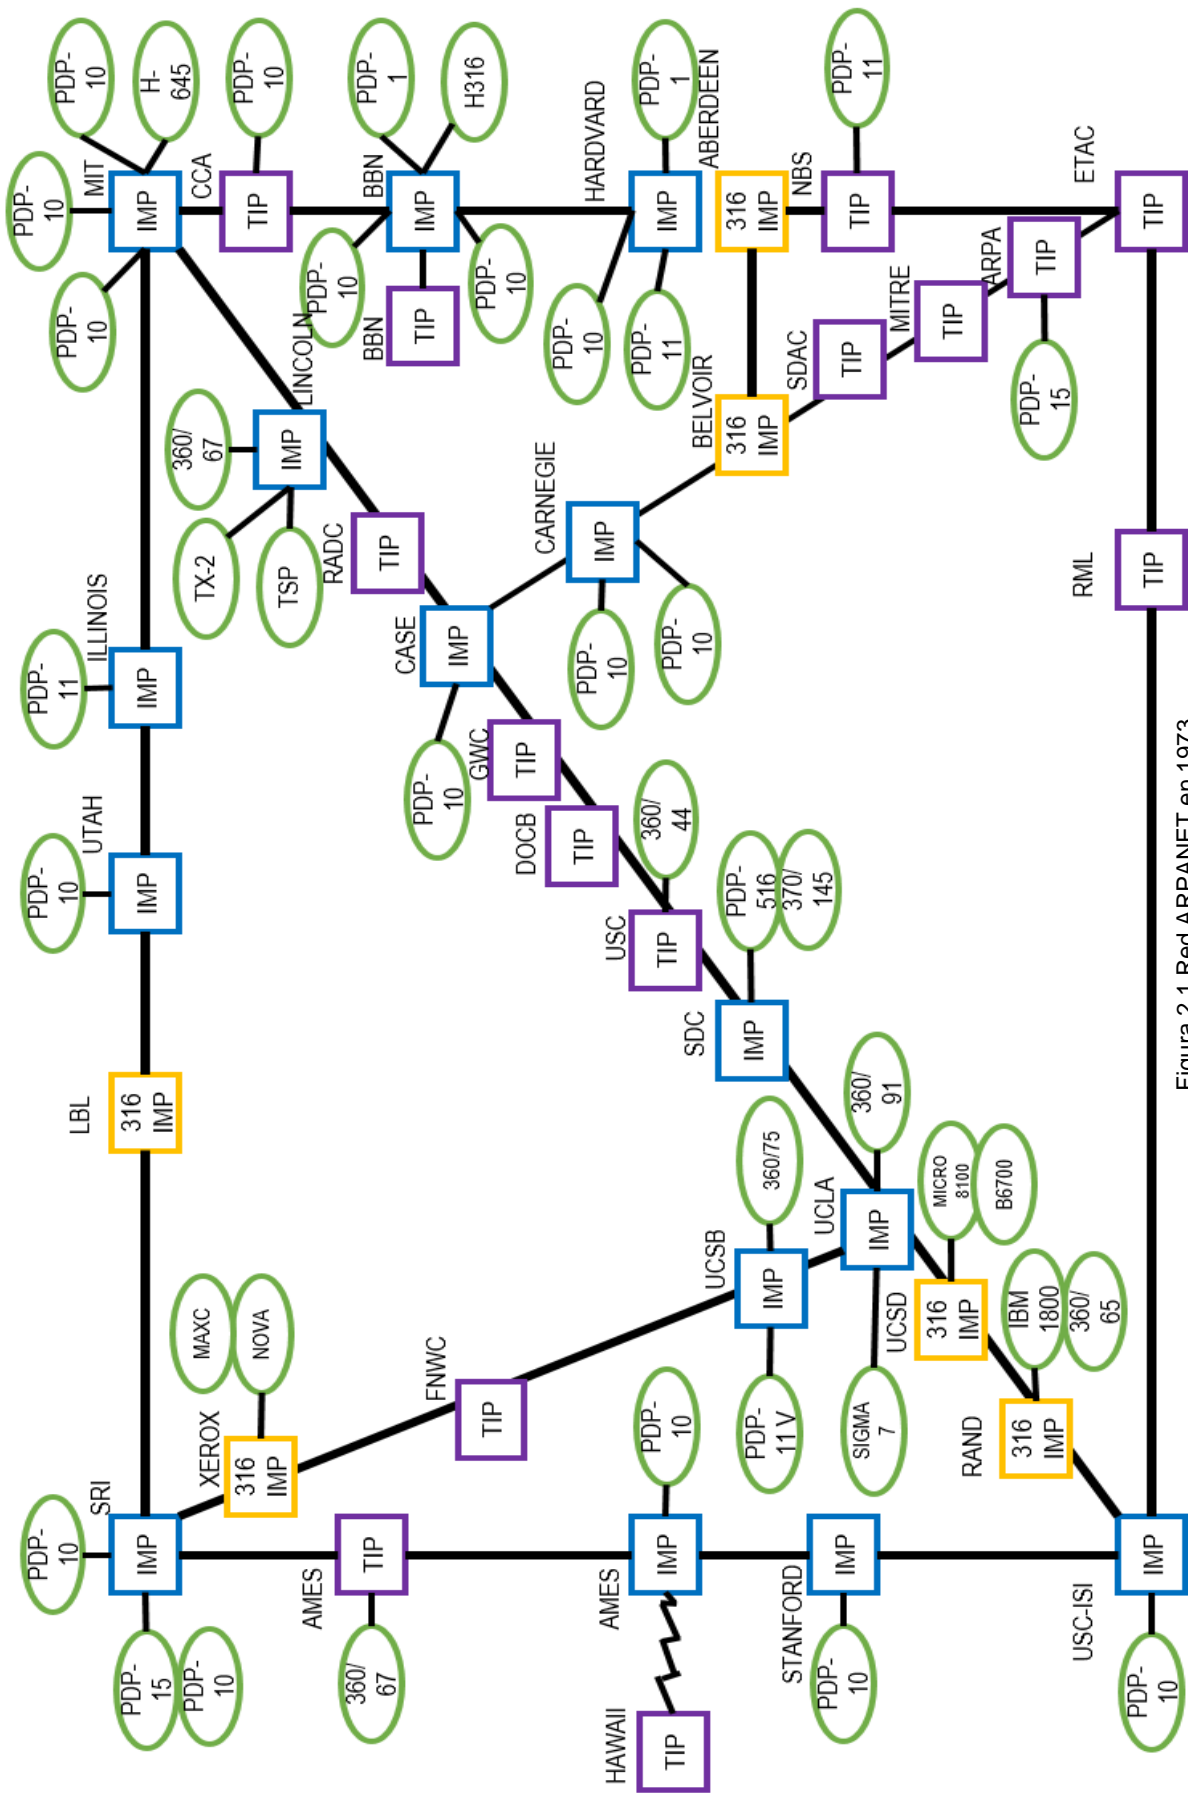 PDP-
10
SRI
IMP
PDP-
15
PDP-
10
LBL
316
IMP
PDP-
10
UTAH
IMP
PDP-
11
ILLINOIS
IMP
PDP-
10
PDP-
10
MIT
IMP
PDP-
10
H-
645
XEROX
316
IMP
MAXC
NOVA
TX-2
TSP
360/
67
LINCOLN
IMP
CCA
TIP
PDP-
10
AMES
TIP
360/
67
FNWC
TIP
RADC
TIP
CASE
IMP
PDP-
10
BBN
TIP
PDP-
10
BBN
IMP
PDP-
10
PDP-
1
H316
GWC
TIP
DOCB
TIP
CARNEGIE
IMP
PDP-
10
PDP-
10
HAWAII
TIP
AMES
IMP
PDP-
10
USC
TIP
360/
44
HARDVARD
IMP
PDP-
10
PDP-
11
PDP-
1
UCSB
IMP
PDP-
11 V
360/75
SDC
IMP
PDP-
516
370/
145
BELVOIR
316
IMP
ABERDEEN
316
IMP
STANFORD
IMP
PDP-
10
UCLA
IMP
SIGMA
7
360/
91
SDAC
TIP
NBS
TIP
PDP-
11
UCSD
316
IMP
MICRO
8100
B6700
MITRE
TIP
RAND
316
IMP
IBM
1800
360/
65
ARPA
TIP
PDP-
15
USC-ISI
IMP
PDP-
10
RML
TIP
ETAC
TIP
Figura 2.1 Red ARPANET en 1973